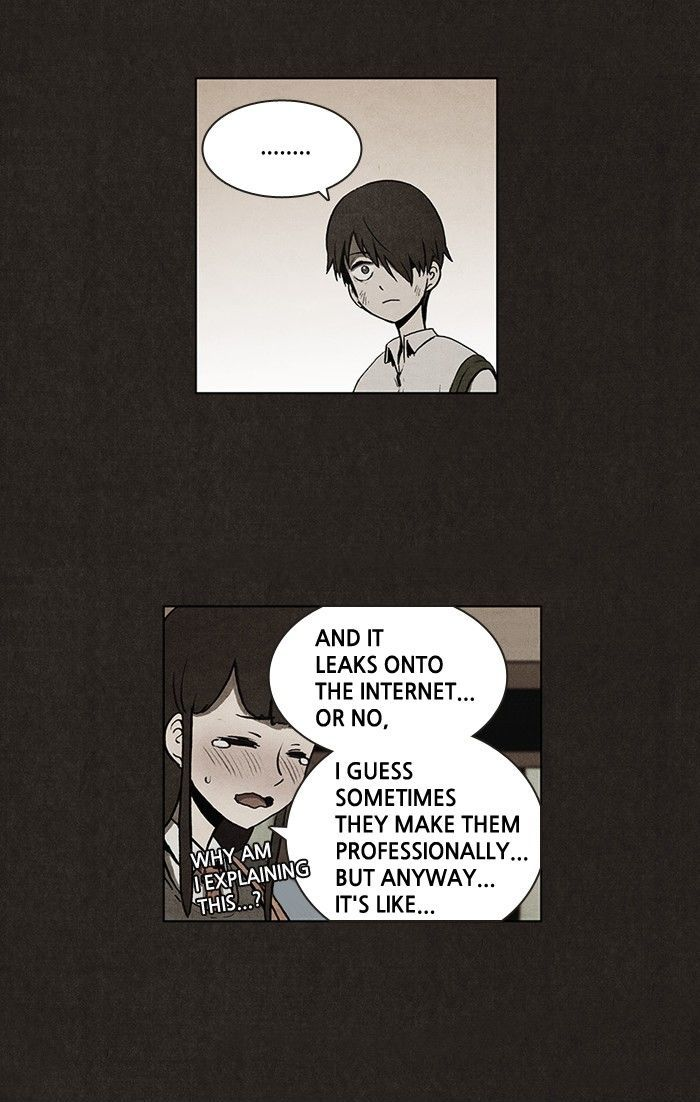 .........
AND IT
LEAKS ONTO
THE INTERNET...
OR NO,
I GUESS
SOMETIMES
THEY MAKE THEM
PROFESSIONALLY...
BUT ANYWAY...
IT'S LIKE...
WHY AM
I EXPLAINING
THIS...?